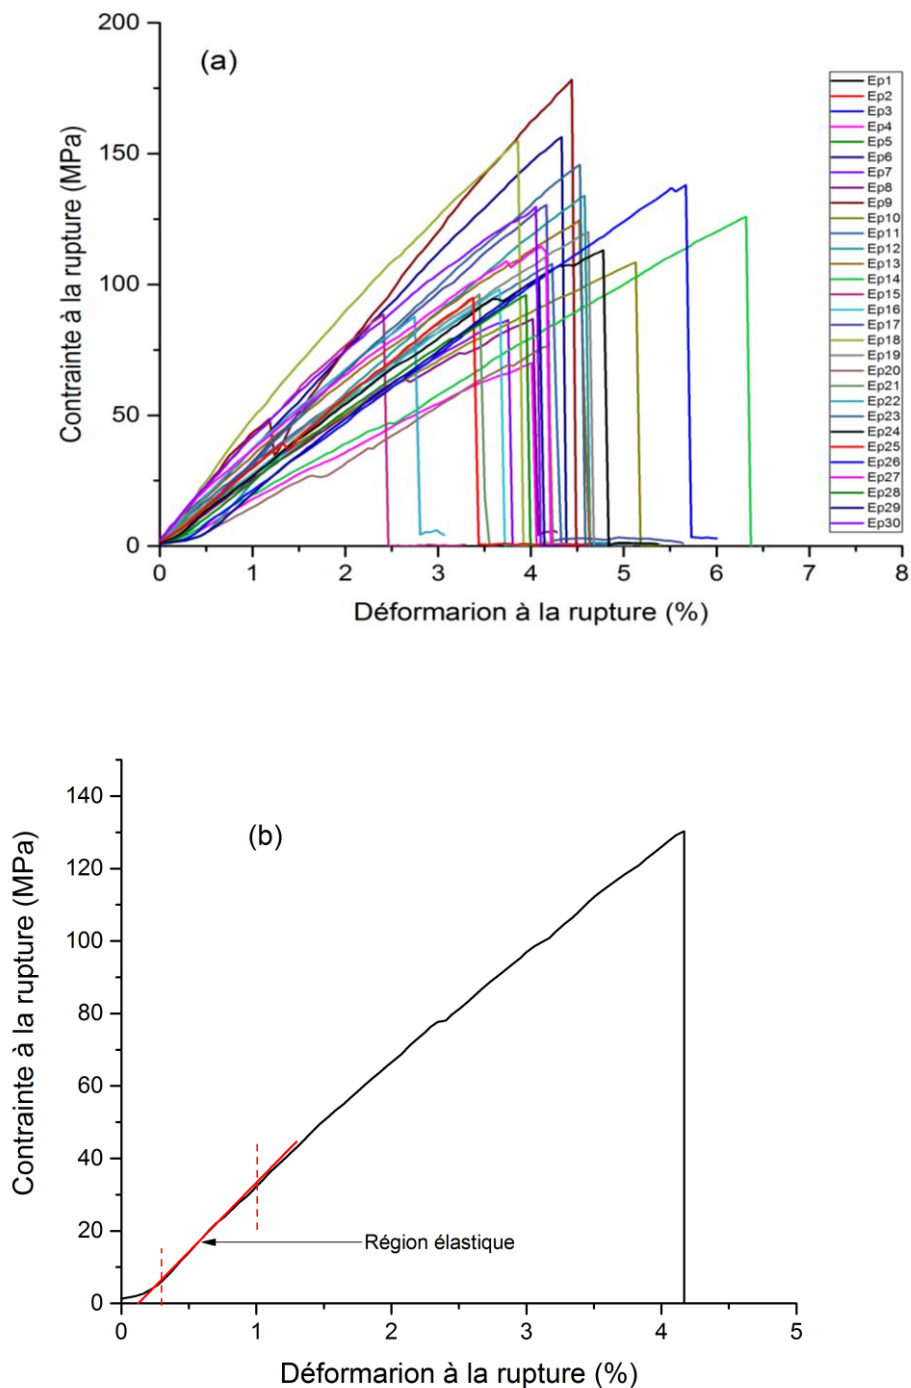 (a)
Contrainte à la rupture (MPa)
200
150
100
50
0
0 1 2 3 4 5 6 7 8
Déformarion à la rupture (%)
Ep1
Ep2
Ep3
Ep4
Ep5
Ep6
Ep7
Ep8
Ep9
Ep10
Ep11
Ep12
Ep13
Ep14
Ep15
Ep16
Ep17
Ep18
Ep19
Ep20
Ep21
Ep22
Ep23
Ep24
Ep25
Ep26
Ep27
Ep28
Ep29
Ep30
(b)
Contrainte à la rupture (MPa)
140
120
100
80
60
40
20
0
Région élastique
0 1 2 3 4 5
Déformarion à la rupture (%)